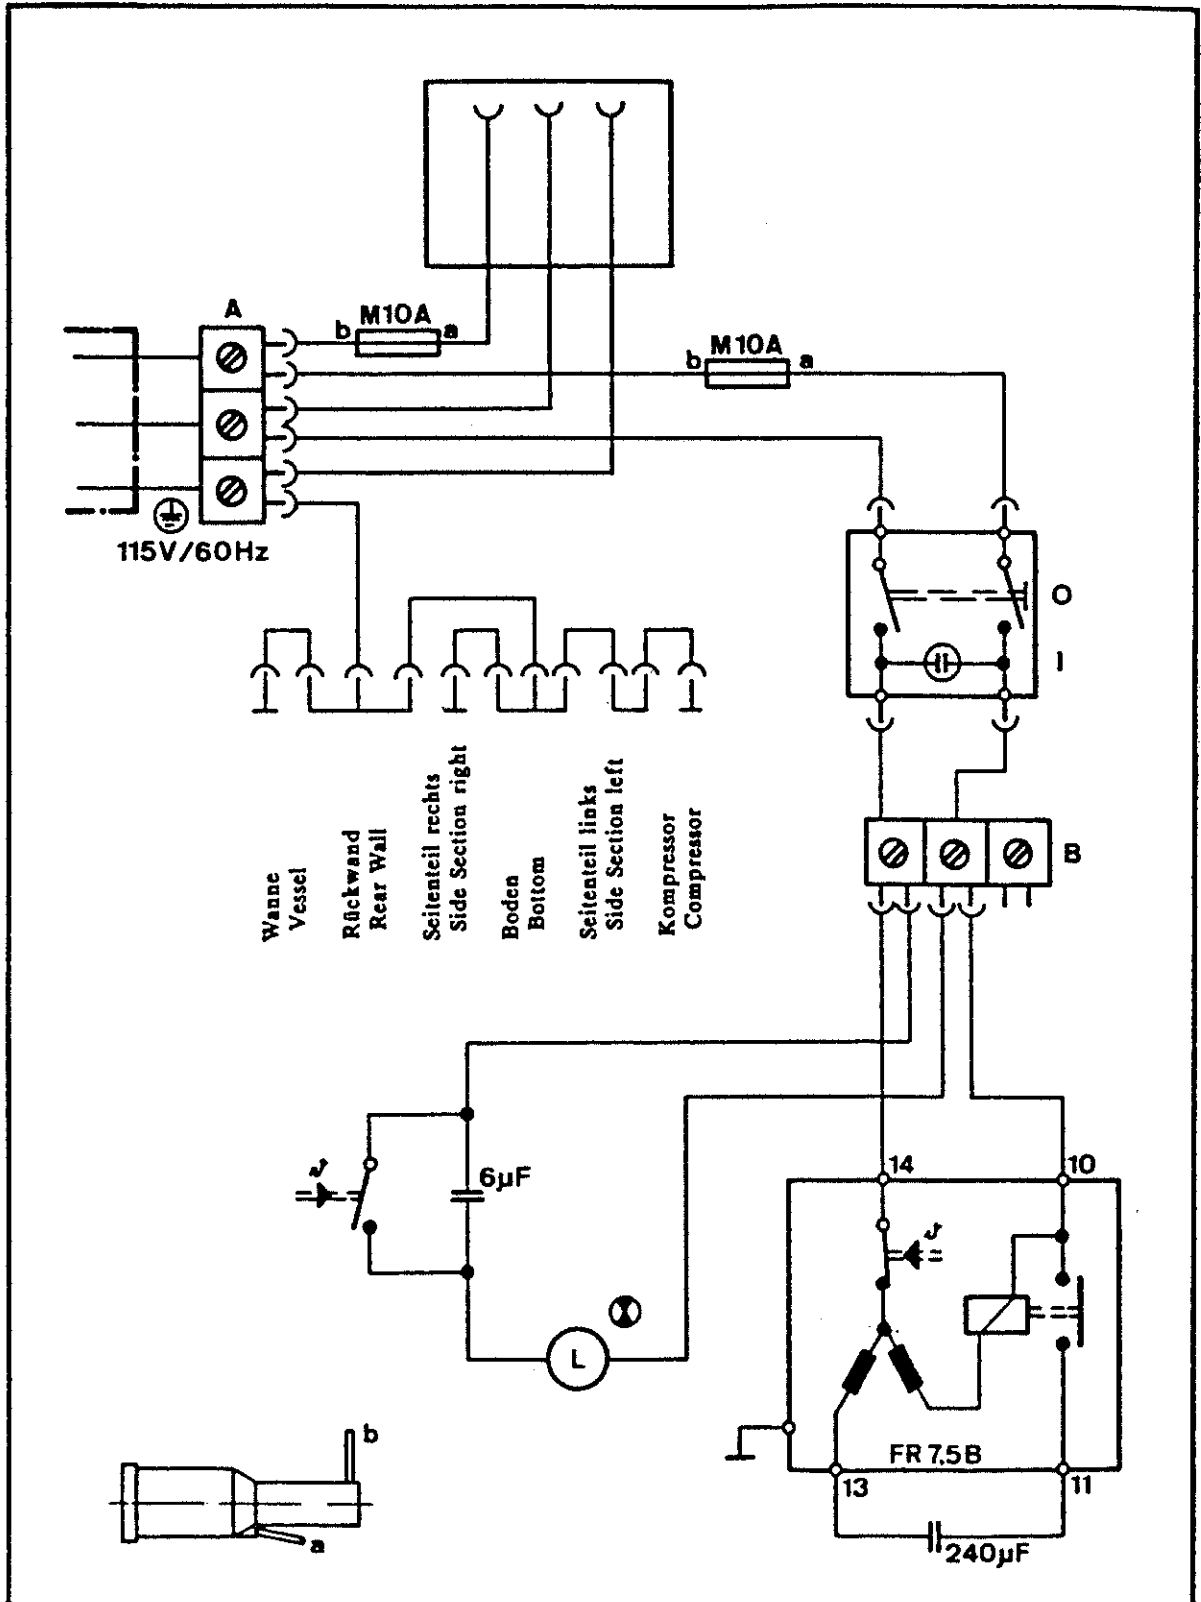 A
M10A
b
a
M10A
b
a
115V/60Hz
O
I
Wanne
Vessel
Rückwand
Rear Wall
Seitenteil rechts
Side Section right
Boden
Bottom
Seitenteil links
Side Section left
Kompressor
Compressor
B
6µF
ϑ
14
10
ϑ
L
FR 7,5B
13
11
240µF
b
a